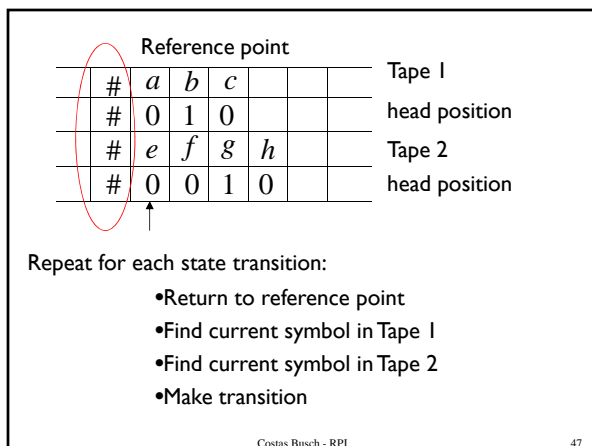 Reference point
# a b c Tape 1
# 0 1 0 head position
# e f g h Tape 2
# 0 0 1 0 head position
Repeat for each state transition:
•Return to reference point
•Find current symbol in Tape 1
•Find current symbol in Tape 2
•Make transition
Costas Busch - RPI 47